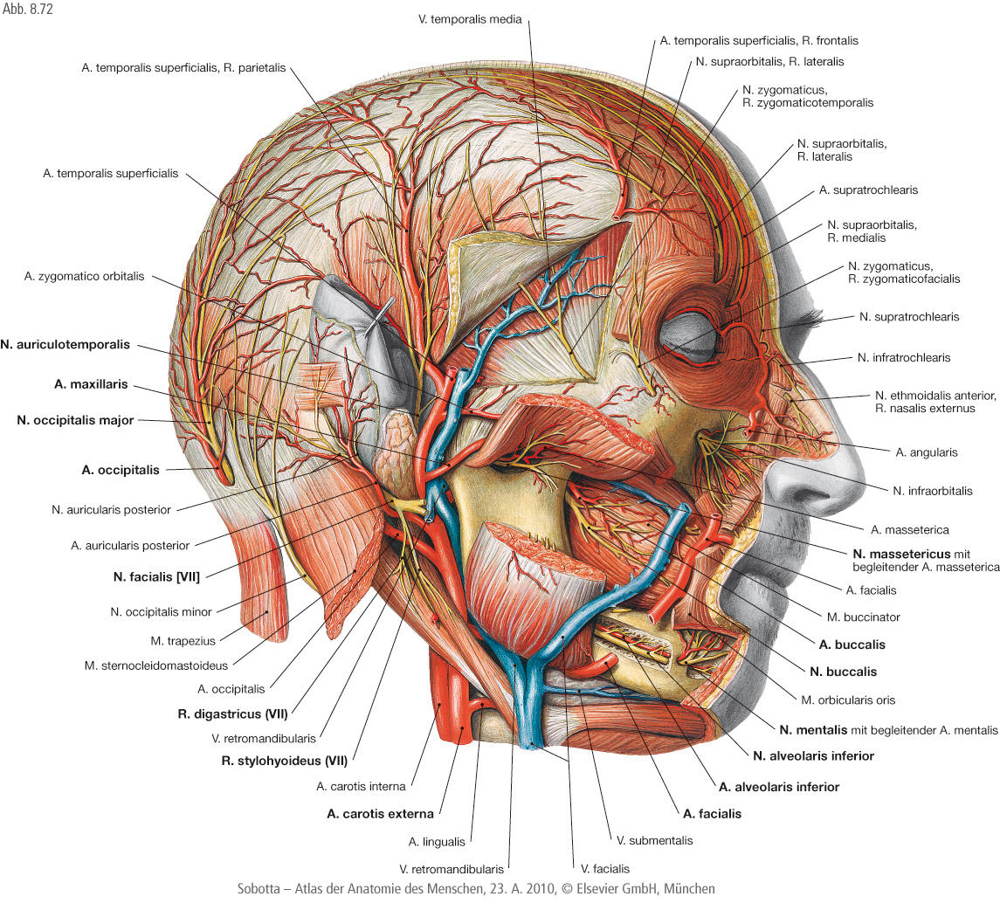 Abb. 8.72
V. temporalis media
A. temporalis superficialis, R. frontalis
N. supraorbitalis, R. lateralis
N. zygomaticus,
R. zygomaticotemporalis
N. supraorbitalis,
R. lateralis
A. supratrochlearis
N. supraorbitalis,
R. medialis
N. zygomaticus,
R. zygomaticofacialis
N. supratrochlearis
N. infratrochlearis
N. ethmoidalis anterior,
R. nasalis externus
A. angularis
N. infraorbitalis
A. masseterica
N. massetericus mit
begleitender A. masseterica
A. facialis
M. buccinator
A. buccalis
N. buccalis
M. orbicularis oris
N. mentalis mit begleitender A. mentalis
N. alveolaris inferior
A. alveolaris inferior
A. facialis
V. submentalis
V. facialis
A. temporalis superficialis, R. parietalis
A. temporalis superficialis
A. zygomatico orbitalis
N. auriculotemporalis
A. maxillaris
N. occipitalis major
A. occipitalis
N. auricularis posterior
A. auricularis posterior
N. facialis [VII]
N. occipitalis minor
M. trapezius
M. sternocleidomastoideus
A. occipitalis
R. digastricus (VII)
V. retromandibularis
R. stylohyoideus (VII)
A. carotis interna
A. carotis externa
A. lingualis
V. retromandibularis
Sobotta – Atlas der Anatomie des Menschen, 23. A. 2010, © Elsevier GmbH, München